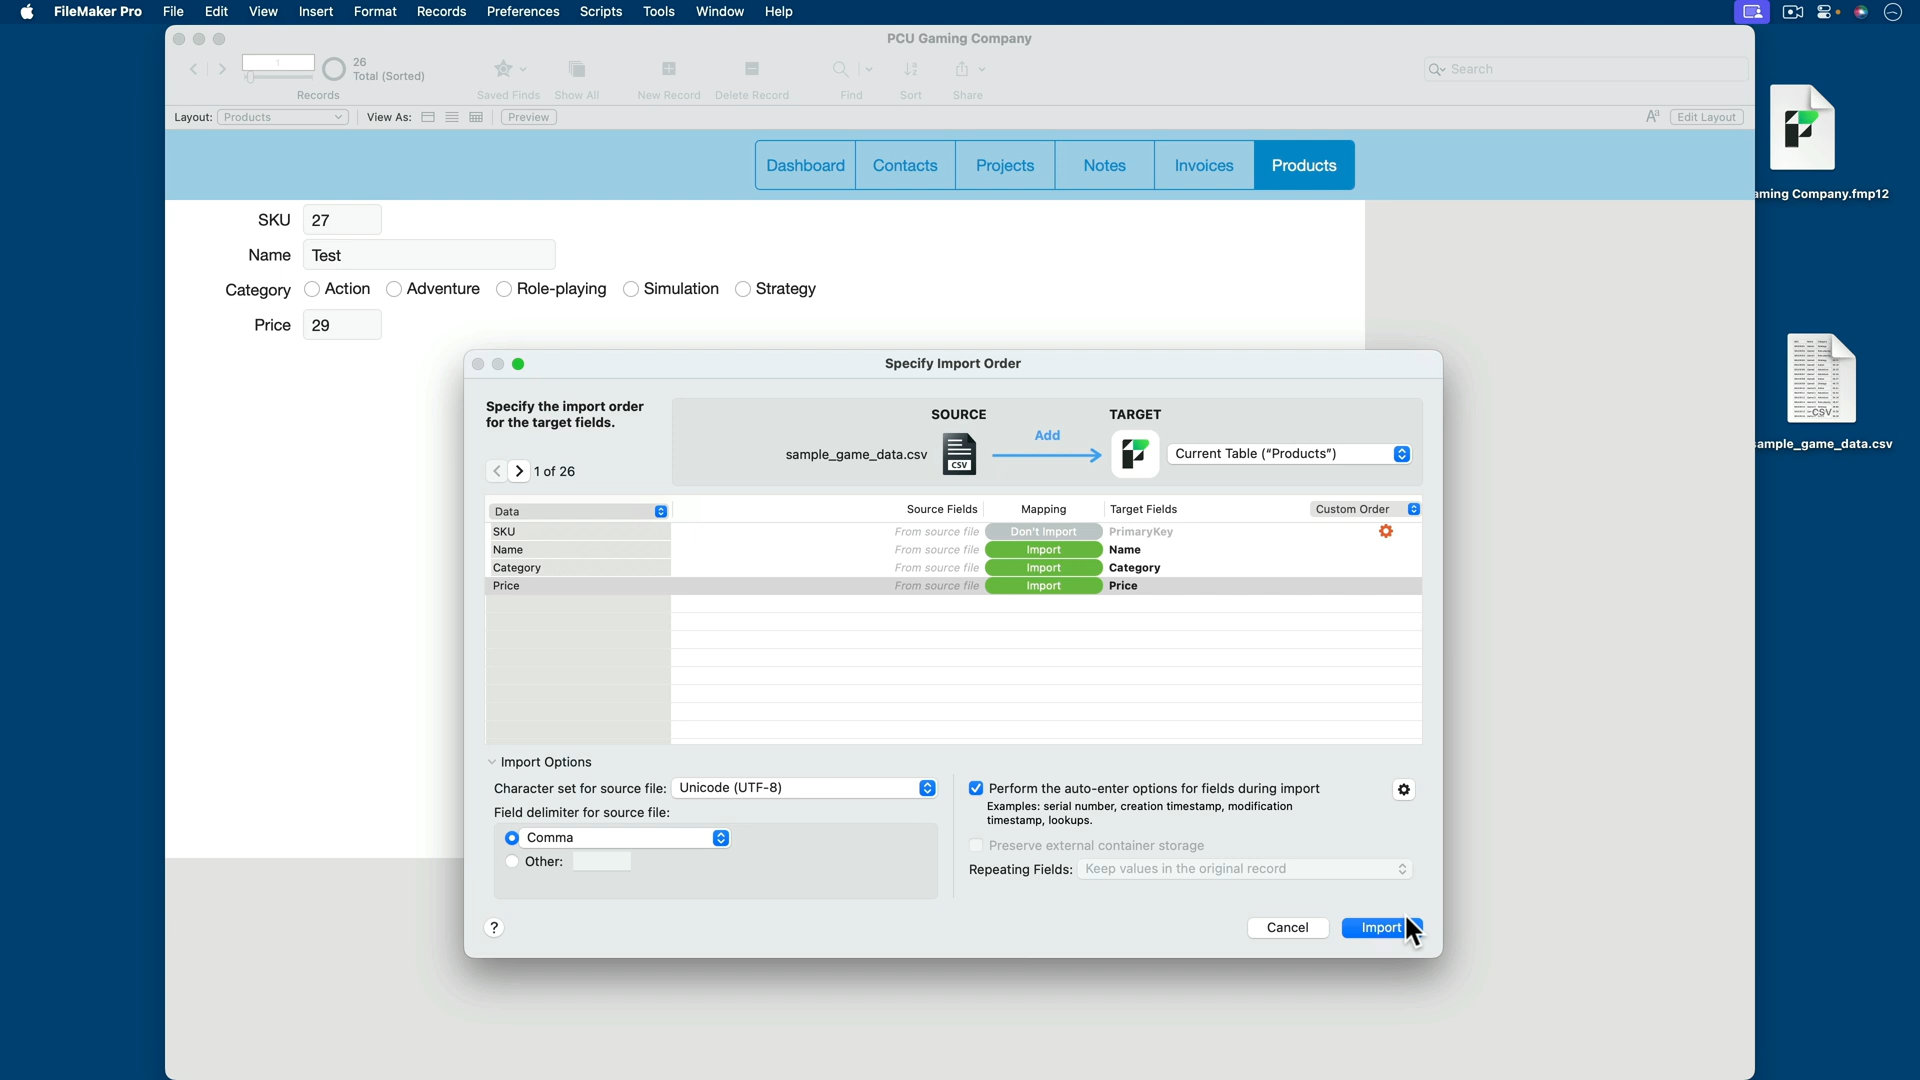 FileMaker Pro File Edit View Insert Format Records Preferences Scripts Tools Window Help
PCU Gaming Company
1
26
Total (Sorted)
Records
Saved Finds Show All New Record Delete Record Find Sort Share
Search
Layout: Products View As: Preview Aa Edit Layout
Dashboard Contacts Projects Notes Invoices Products
aming Company.fmp12
SKU 27
Name Test
Category Action Adventure Role-playing Simulation Strategy
Price 29
Specify Import Order
Specify the import order
for the target fields.
SOURCE TARGET
Add
sample_game_data.csv CSV Current Table (“Products”)
1 of 26
CSV
ample_game_data.csv
Data Source Fields Mapping Target Fields Custom Order
SKU From source file Don't Import PrimaryKey
Name From source file Import Name
Category From source file Import Category
Price From source file Import Price
Import Options
Character set for source file: Unicode (UTF-8)
Field delimiter for source file:
Comma
Other:
Perform the auto-enter options for fields during import
Examples: serial number, creation timestamp, modification
timestamp, lookups.
Preserve external container storage
Repeating Fields: Keep values in the original record
? Cancel Import